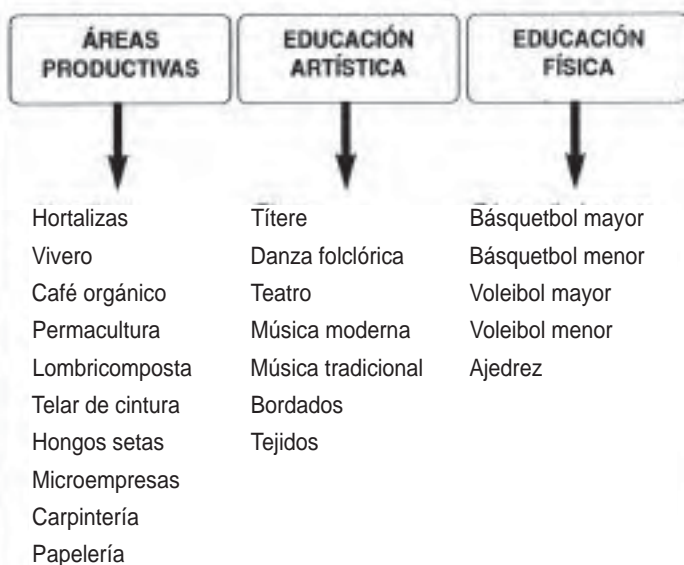 ÁREAS
PRODUCTIVAS
Hortalizas
Vivero
Café orgánico
Permacultura
Lombricomposta
Telar de cintura
Hongos setas
Microempresas
Carpintería
Papelería
EDUCACIÓN
ARTÍSTICA
Títere
Danza folclórica
Teatro
Música moderna
Música tradicional
Bordados
Tejidos
EDUCACIÓN
FÍSICA
Básquetbol mayor
Básquetbol menor
Voleibol mayor
Voleibol menor
Ajedrez